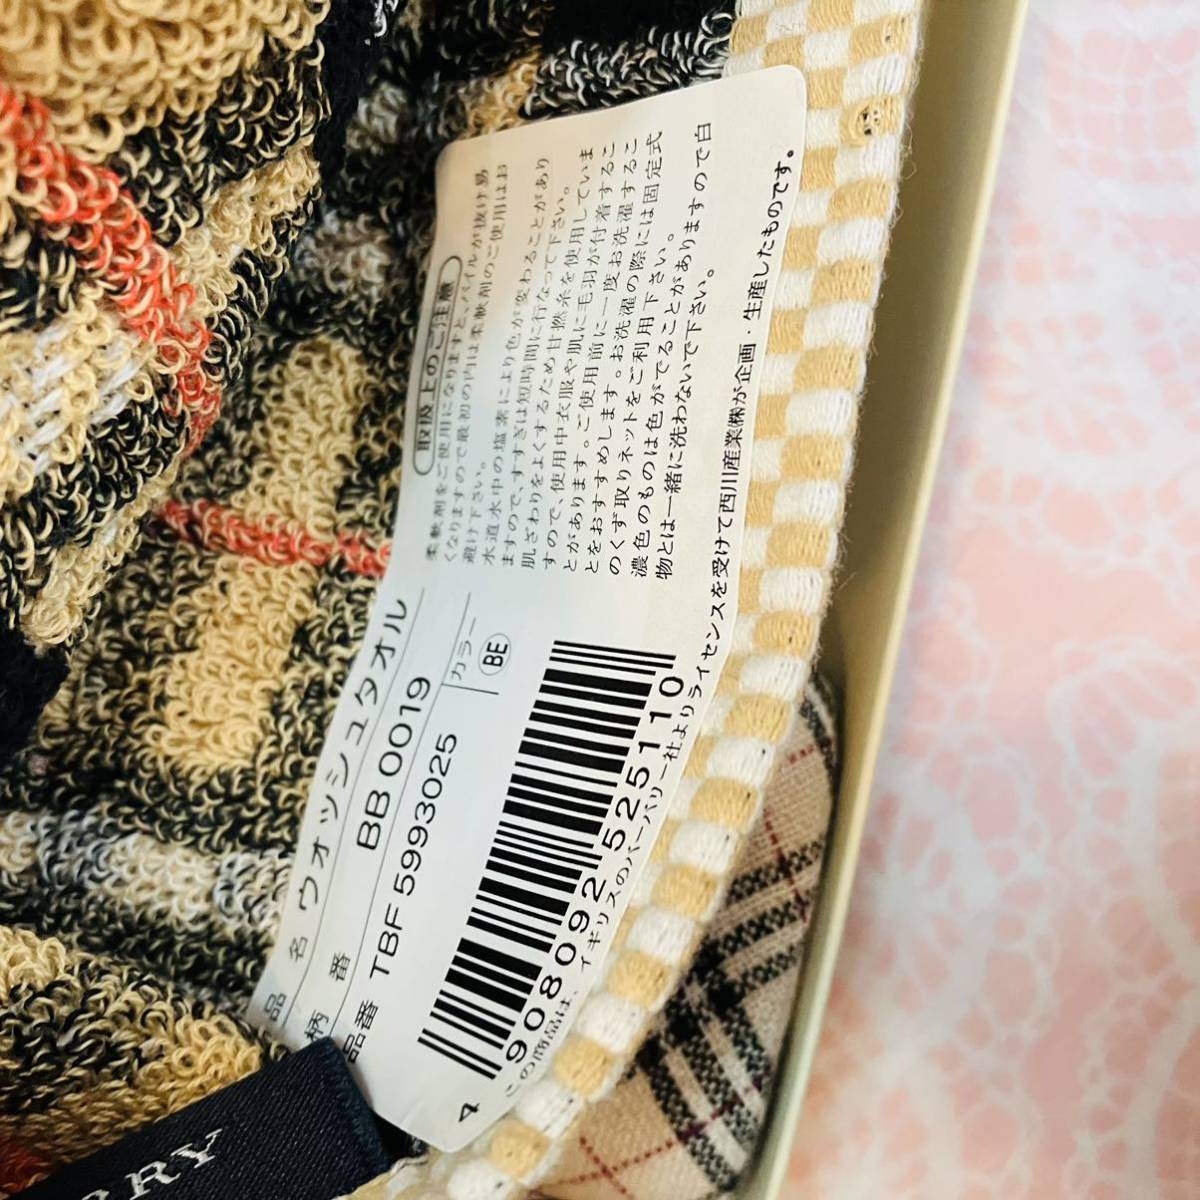 品 名 ウォッシュタオル
柄 番 BB 0019
品番 TBF 5993025
カラー
BE
4 908092 525110
取扱上のご注意
柔軟剤をご使用になりますと、パイルが抜け易
くなりますので最初の内は柔軟剤のご使用はお
避け下さい。
水道水中の塩素により色が変わることがあり
ますので、すすぎは短時間に行なって下さい。
肌ざわりをよくするため甘撚糸を使用していま
すので、使用中衣服や肌に毛羽が付着するこ
とがあります。ご使用前に一度お洗濯するこ
とをおすすめします。お洗濯の際には固定式
のくず取りネットをご利用下さい。
濃色のものは色がでることがありますので白
物とは一緒に洗わないで下さい。
この商品は、イギリスのバーバリー社よりライセンスを受けて西川産業㈱が企画・生産したものです。
RRY